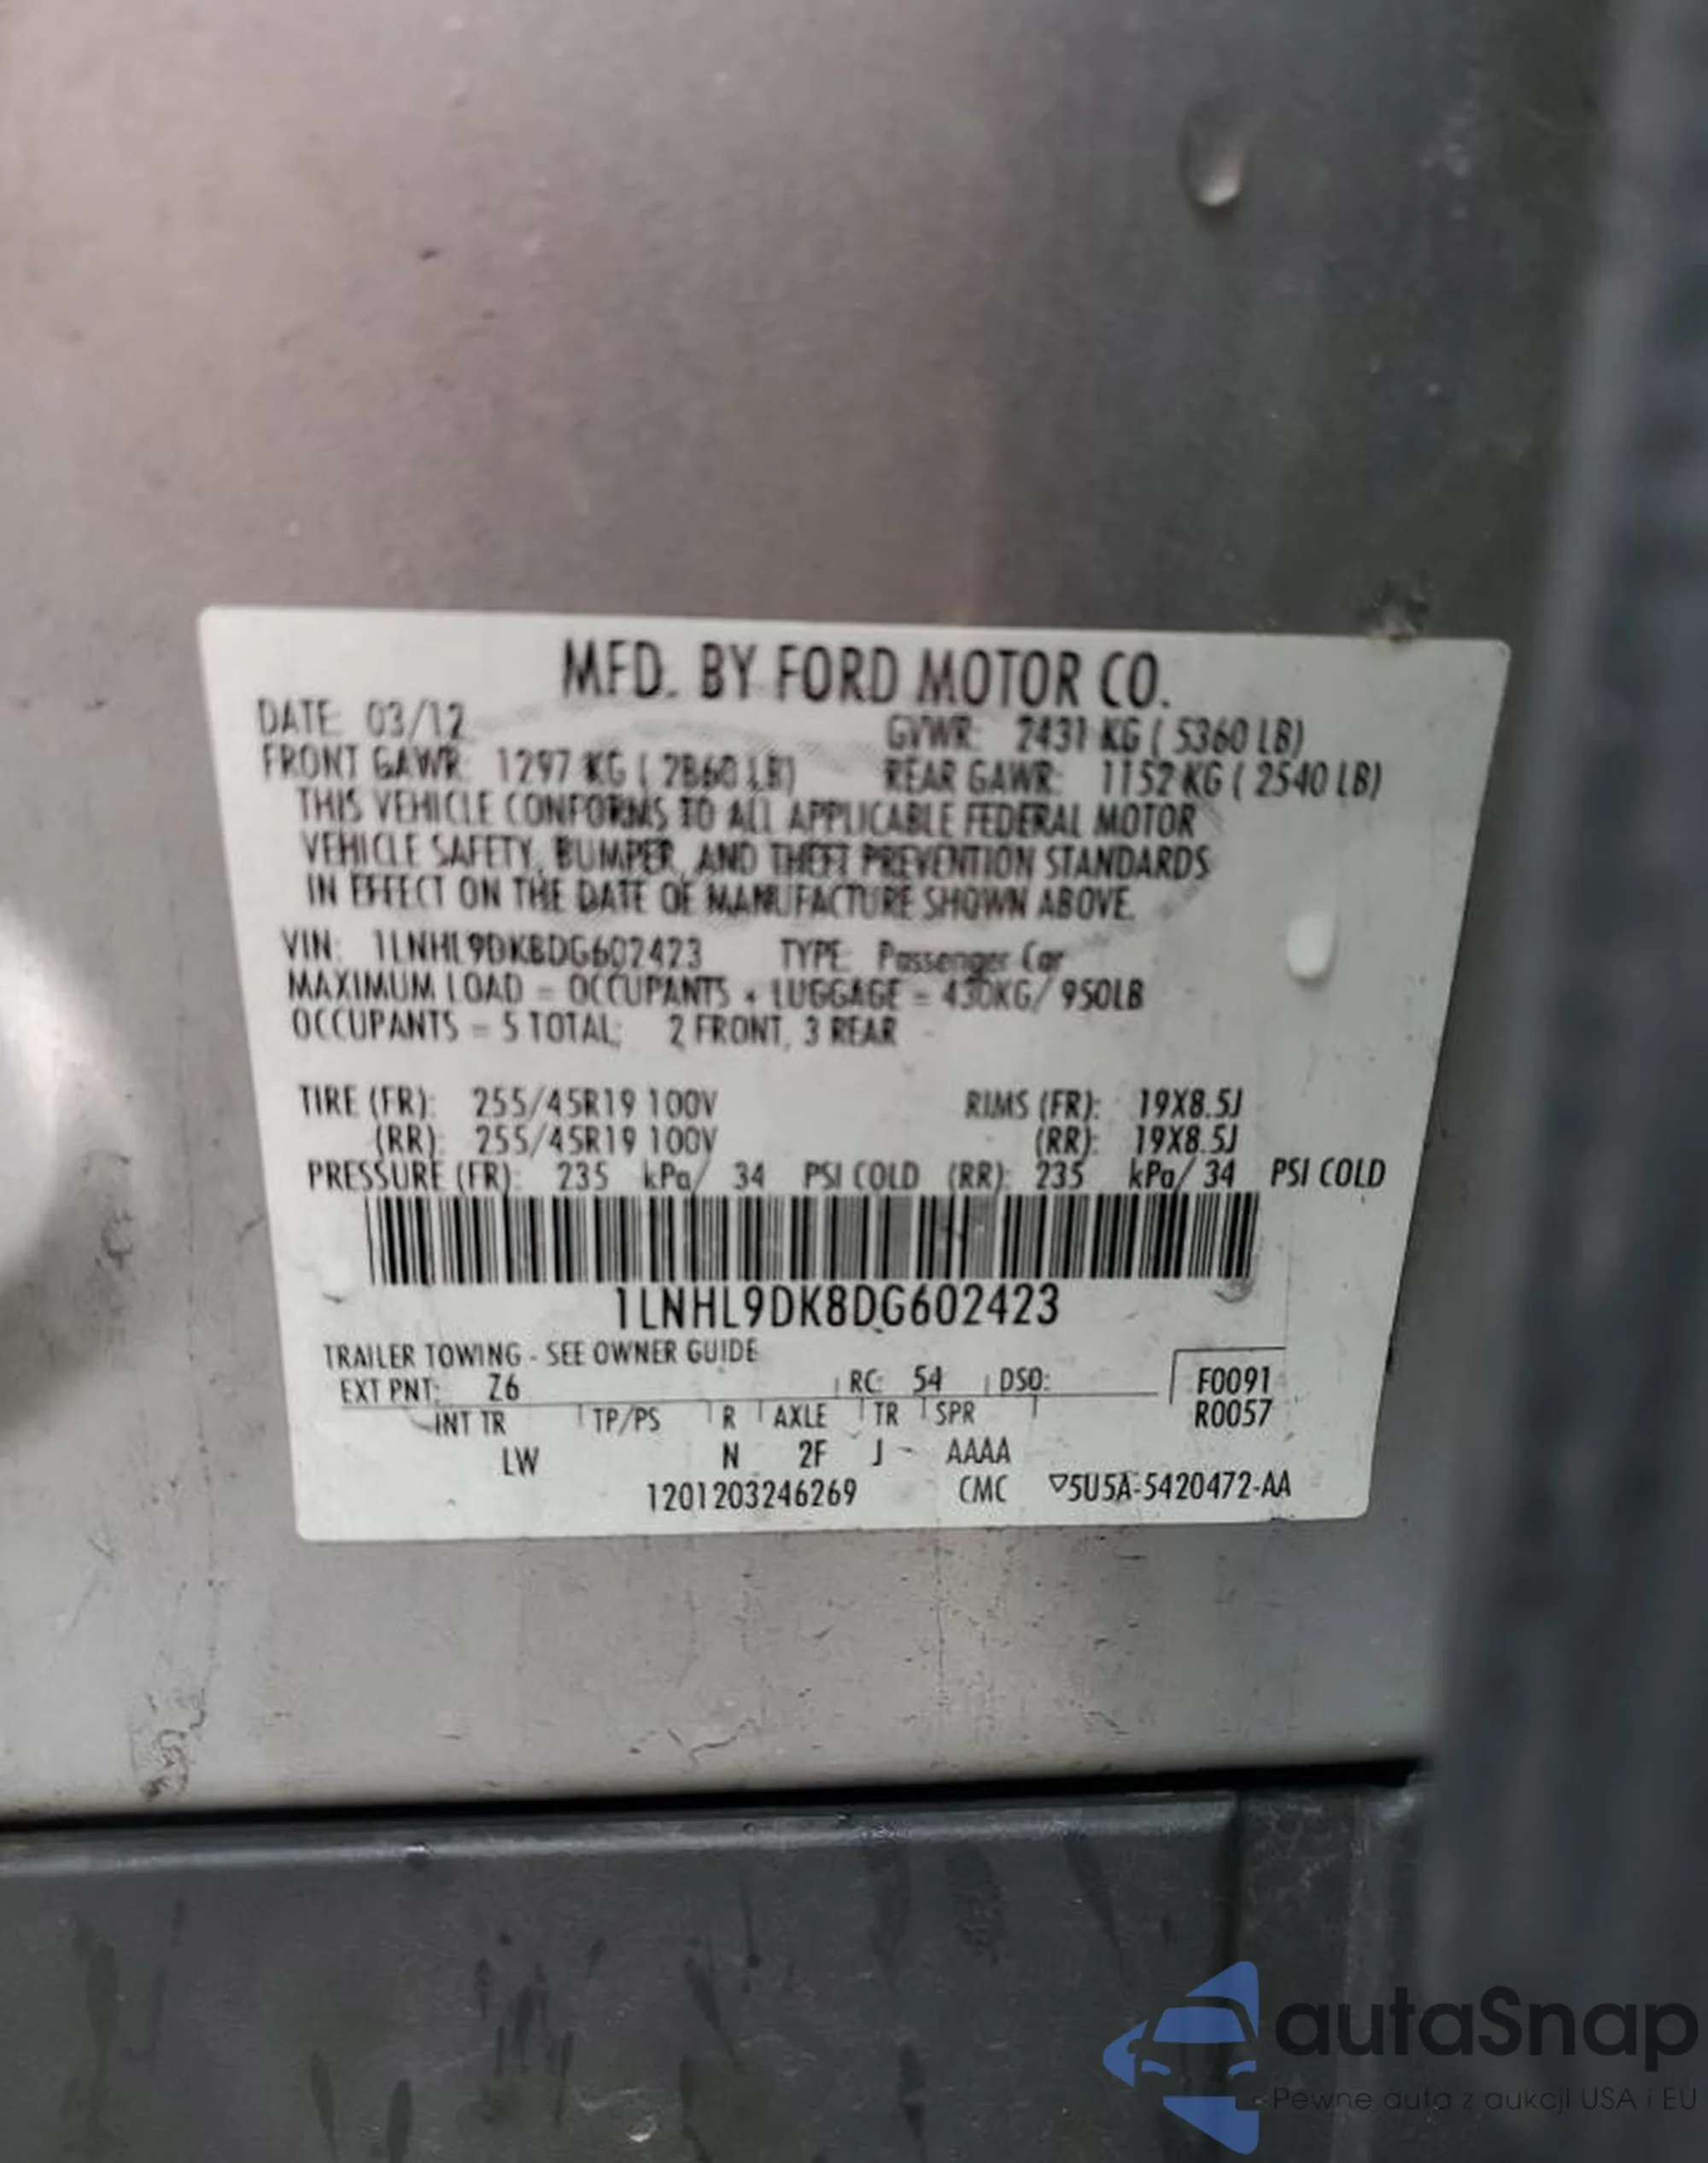 MFD. BY FORD MOTOR CO.
DATE: 03/12 GVWR: 2431 KG ( 5360 LB)
FRONT GAWR: 1297 KG ( 2860 LB) REAR GAWR: 1152 KG ( 2540 LB)
THIS VEHICLE CONFORMS TO ALL APPLICABLE FEDERAL MOTOR
VEHICLE SAFETY, BUMPER, AND THEFT PREVENTION STANDARDS
IN EFFECT ON THE DATE OF MANUFACTURE SHOWN ABOVE.
VIN: 1LNHL9DK8DG602423 TYPE: Passenger Car
MAXIMUM LOAD = OCCUPANTS + LUGGAGE = 430KG/ 950LB
OCCUPANTS = 5 TOTAL; 2 FRONT, 3 REAR
TIRE (FR): 255/45R19 100V RIMS (FR): 19X8.5J
(RR): 255/45R19 100V (RR): 19X8.5J
PRESSURE (FR): 235 kPa/ 34 PSI COLD (RR): 235 kPa/ 34 PSI COLD
1LNHL9DK8DG602423
TRAILER TOWING - SEE OWNER GUIDE
EXT PNT: Z6 RC: 54 DSO: F0091
INT TR TP/PS R AXLE TR SPR R0057
LW N 2F J AAAA
1201203246269 CMC ▽5U5A-5420472-AA
autaSnap
Pewne auta z aukcji USA i EU